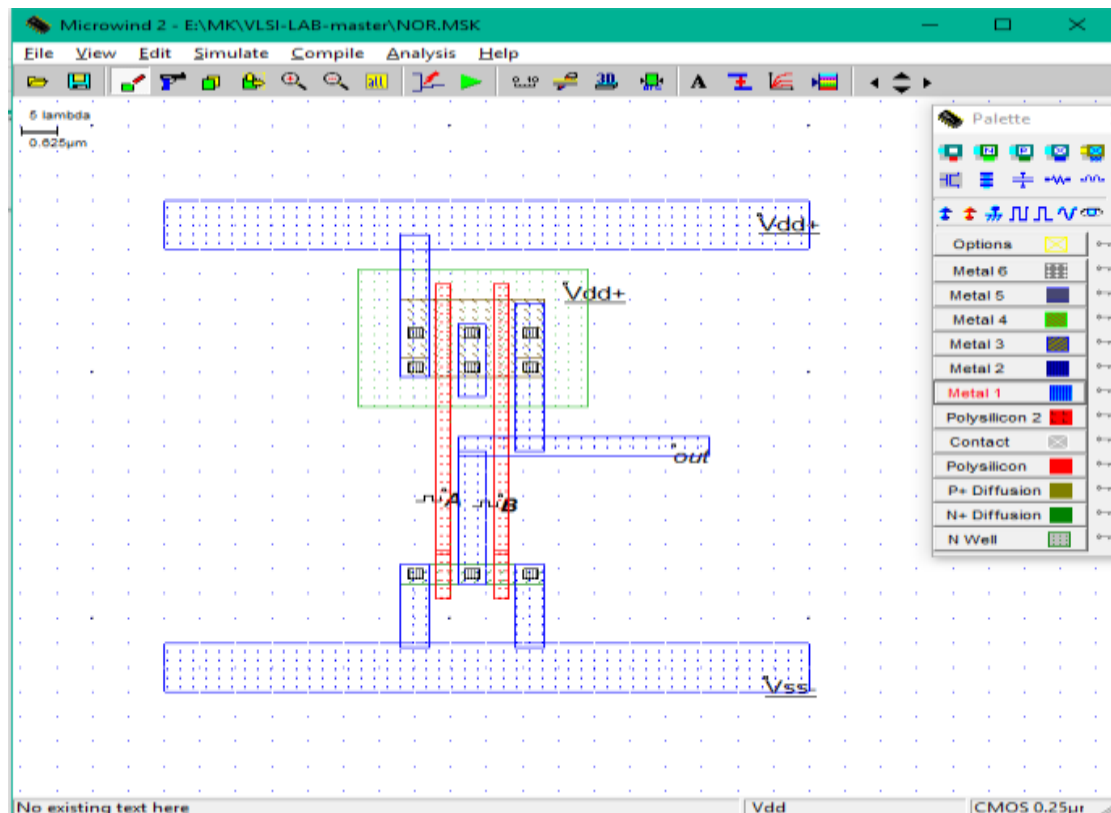 Microwind 2 - E:\MK\VLSI-LAB-master\NOR.MSK
File View Edit Simulate Compile Analysis Help
5 lambda
0.625µm
Vdd+
Vdd+
out
A
B
Vss-
Palette
Options
Metal 6
Metal 5
Metal 4
Metal 3
Metal 2
Metal 1
Polysilicon 2
Contact
Polysilicon
P+ Diffusion
N+ Diffusion
N Well
No existing text here
Vdd
CMOS 0.25µ